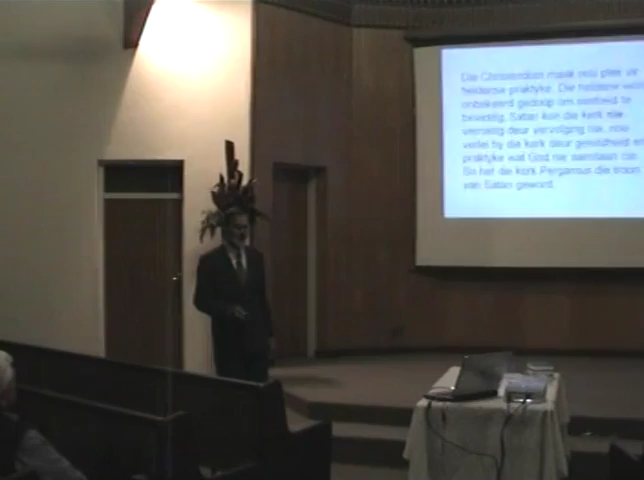 Die Christendom maak nou plek vir
heidense praktyke. Die heidene word
onbekeerd gedoop om eenheid te
bevestig. Satan kon die kerk nie
vernietig deur vervolging nie, nou
verlei hy die kerk deur gewildheid en
praktyke wat God nie aanstaan nie.
So het die kerk Pergamus die troon
van Satan geword.